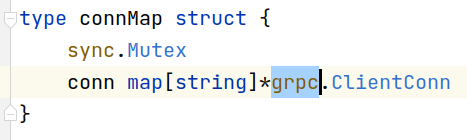 type connMap struct {
    sync.Mutex
    conn map[string]*grpc.ClientConn
}